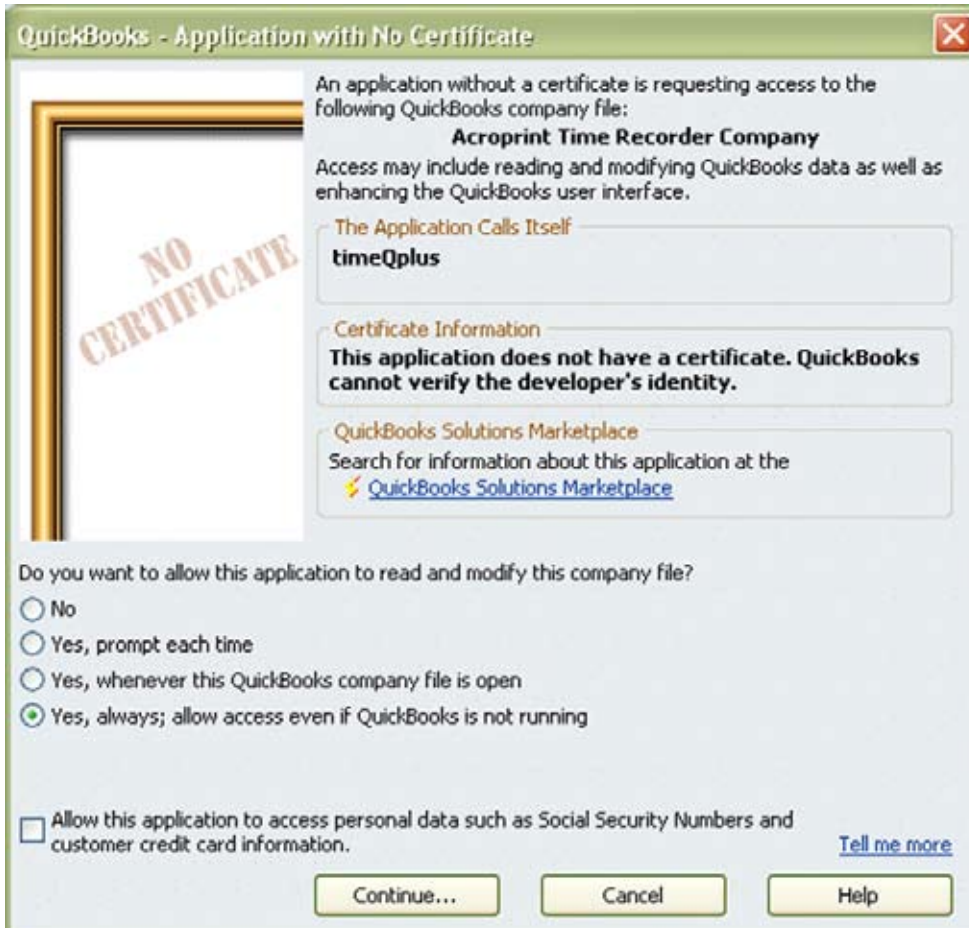 QuickBooks - Application with No Certificate
An application without a certificate is requesting access to the
following QuickBooks company file:
Acroprint Time Recorder Company
Access may include reading and modifying QuickBooks data as well as
enhancing the QuickBooks user interface.
The Application Calls Itself
timeQplus
NO
CERTIFICATE
Certificate Information
This application does not have a certificate. QuickBooks
cannot verify the developer's identity.
QuickBooks Solutions Marketplace
Search for information about this application at the
QuickBooks Solutions Marketplace
Do you want to allow this application to read and modify this company file?
No
Yes, prompt each time
Yes, whenever this QuickBooks company file is open
Yes, always; allow access even if QuickBooks is not running
Allow this application to access personal data such as Social Security Numbers and
customer credit card information.
Tell me more
Continue...
Cancel
Help